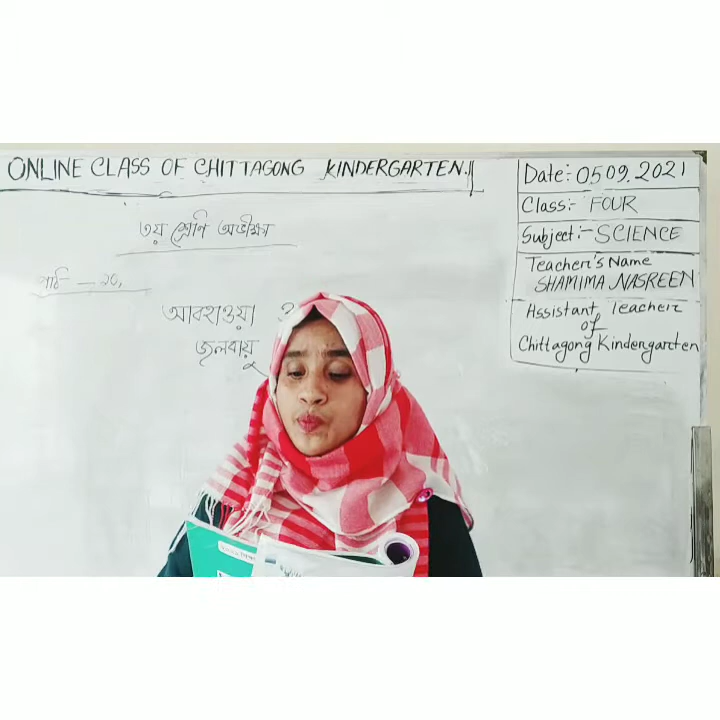 ONLINE CLASS OF CHITTAGONG KINDERGARTEN.
Date:- 05.09.2021
Class:- FOUR
Subject:- SCIENCE
Teacher's Name
SHAMIMA NASREEN
Assistant Teacher
of
Chittagong Kindergarten
৩য় শ্রেণি অভীক্ষা
আবহাওয়া ও
জলবায়ু